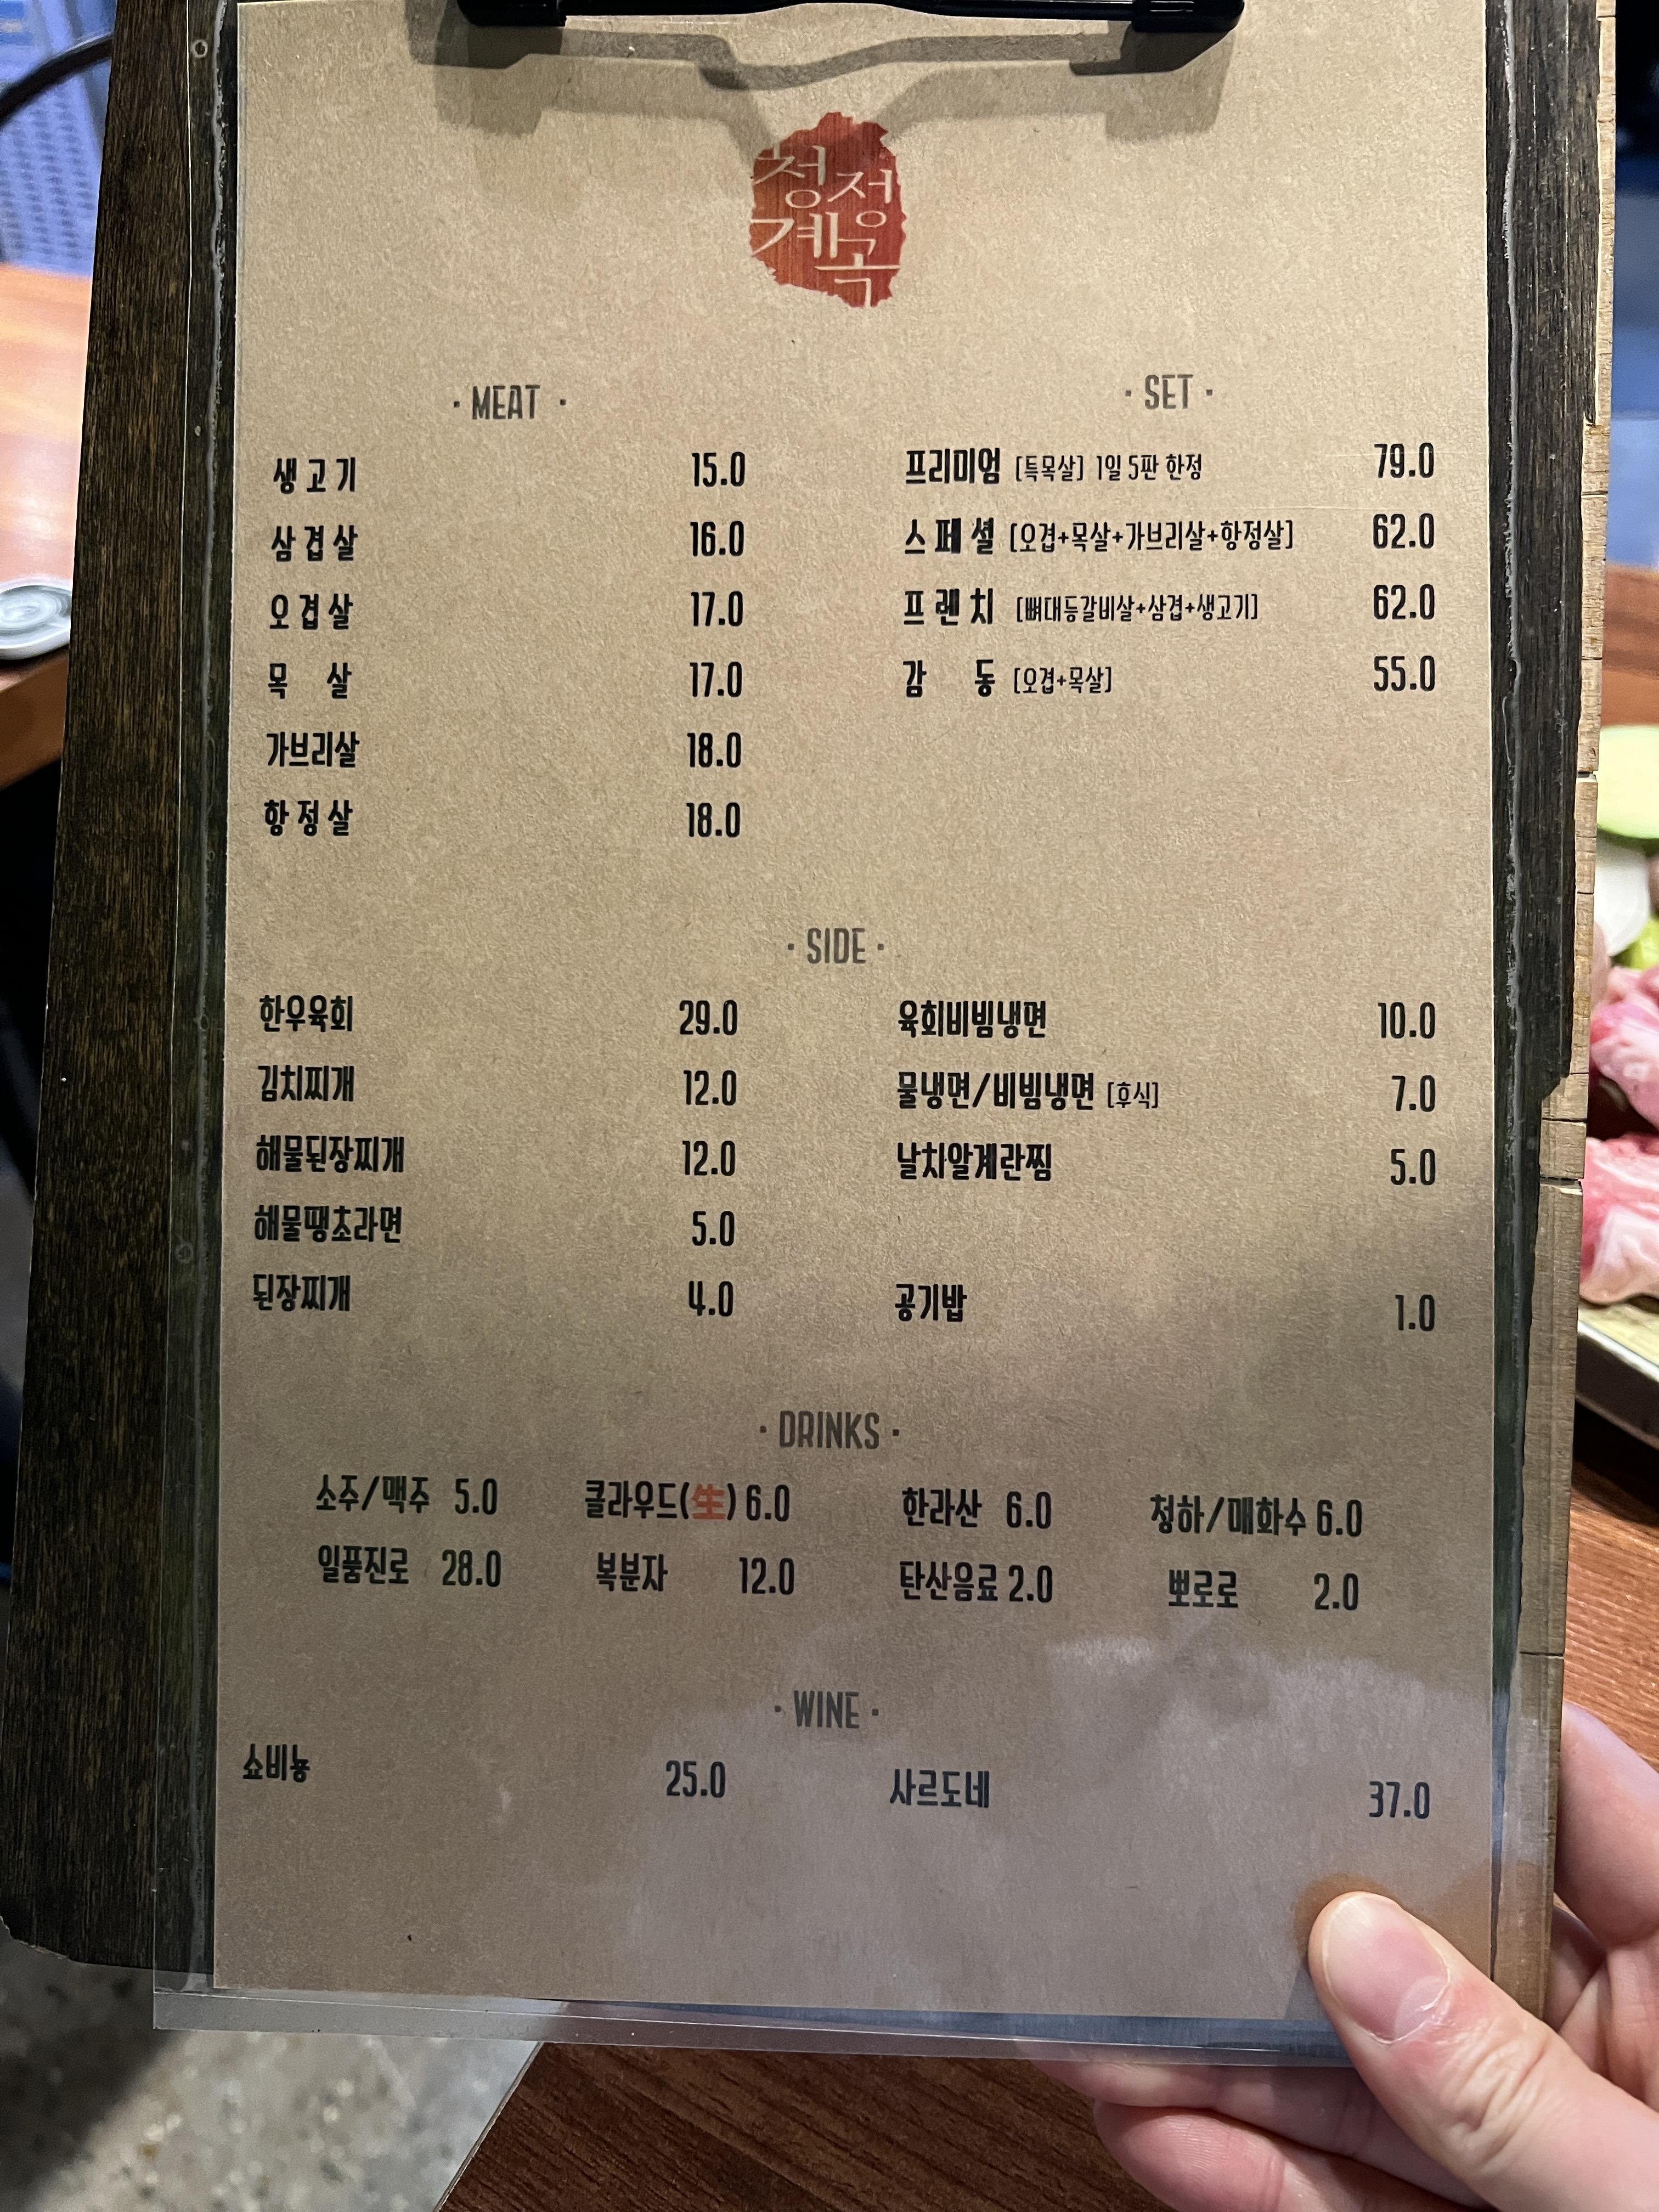 청정
계곡
· MEAT ·
생고기 15.0
삼겹살 16.0
오겹살 17.0
목 살 17.0
가브리살 18.0
항정살 18.0
· SET ·
프리미엄 [특목살] 1일 5판 한정 79.0
스페셜 [오겹+목살+가브리살+항정살] 62.0
프렌치 [뼈대등갈비살+삼겹+생고기] 62.0
감 동 [오겹+목살] 55.0
· SIDE ·
한우육회 29.0
김치찌개 12.0
해물된장찌개 12.0
해물땡초라면 5.0
된장찌개 4.0
육회비빔냉면 10.0
물냉면/비빔냉면 [후식] 7.0
날치알계란찜 5.0
공기밥 1.0
· DRINKS ·
소주/맥주 5.0 클라우드(生) 6.0 한라산 6.0 청하/매화수 6.0
일품진로 28.0 복분자 12.0 탄산음료 2.0 뽀로로 2.0
· WINE ·
쇼비뇽 25.0 샤르도네 37.0